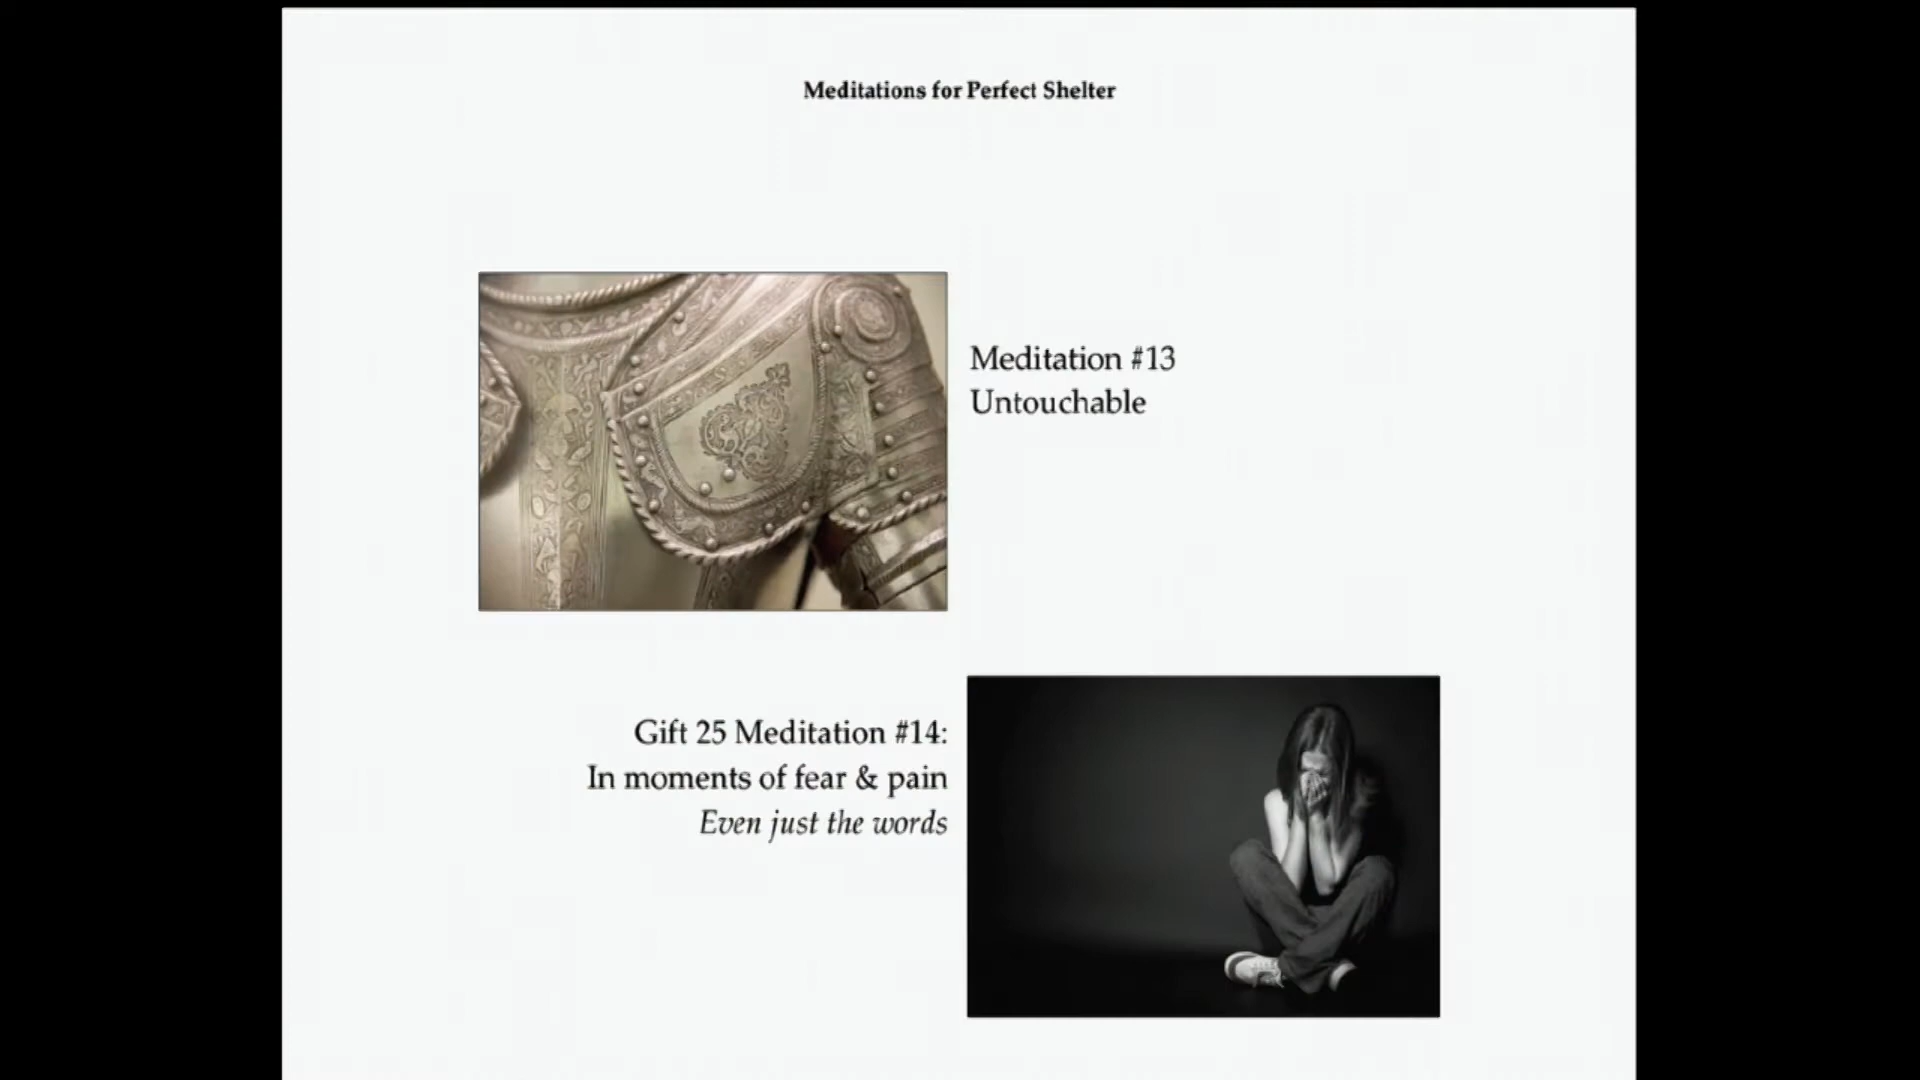 Meditations for Perfect Shelter
Meditation #13
Untouchable
Gift 25 Meditation #14:
In moments of fear & pain
Even just the words